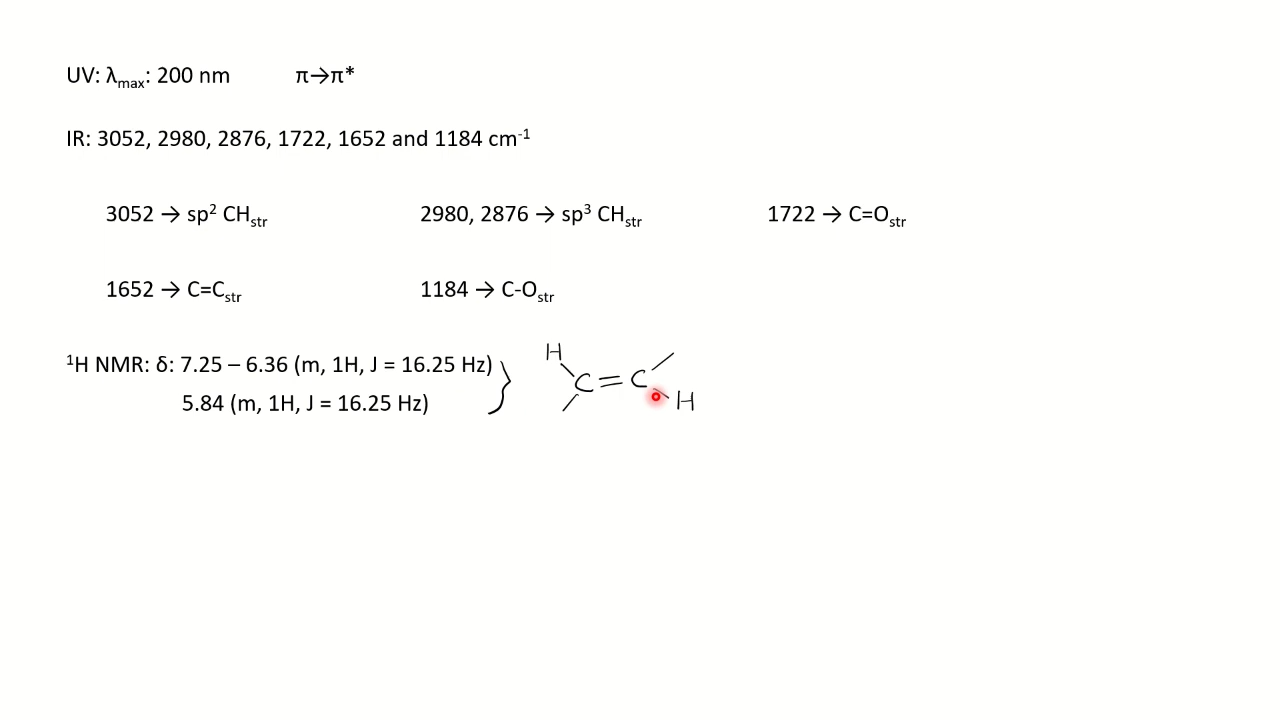 UV: λmax: 200 nm π→π*
IR: 3052, 2980, 2876, 1722, 1652 and 1184 cm-1
3052 → sp2 CHstr 2980, 2876 → sp3 CHstr 1722 → C=Ostr
1652 → C=Cstr 1184 → C-Ostr
1H NMR: δ: 7.25 – 6.36 (m, 1H, J = 16.25 Hz)
5.84 (m, 1H, J = 16.25 Hz)
H
C=C
H